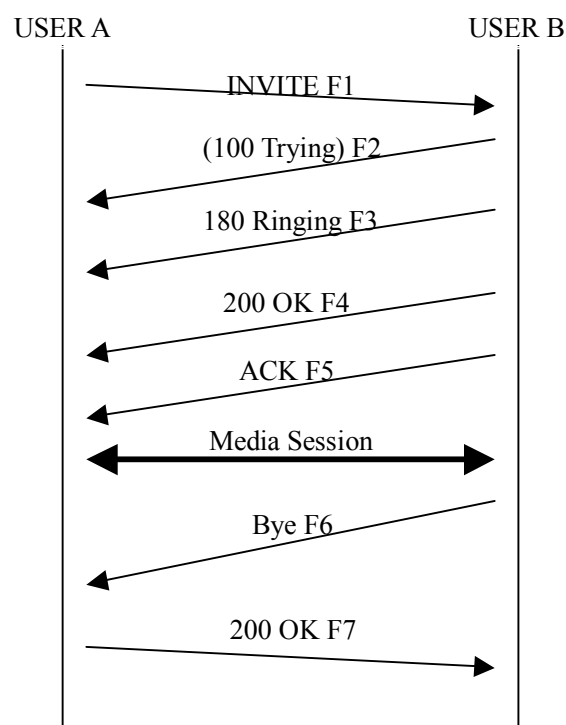 USER A USER B
INVITE F1
(100 Trying) F2
180 Ringing F3
200 OK F4
ACK F5
Media Session
Bye F6
200 OK F7